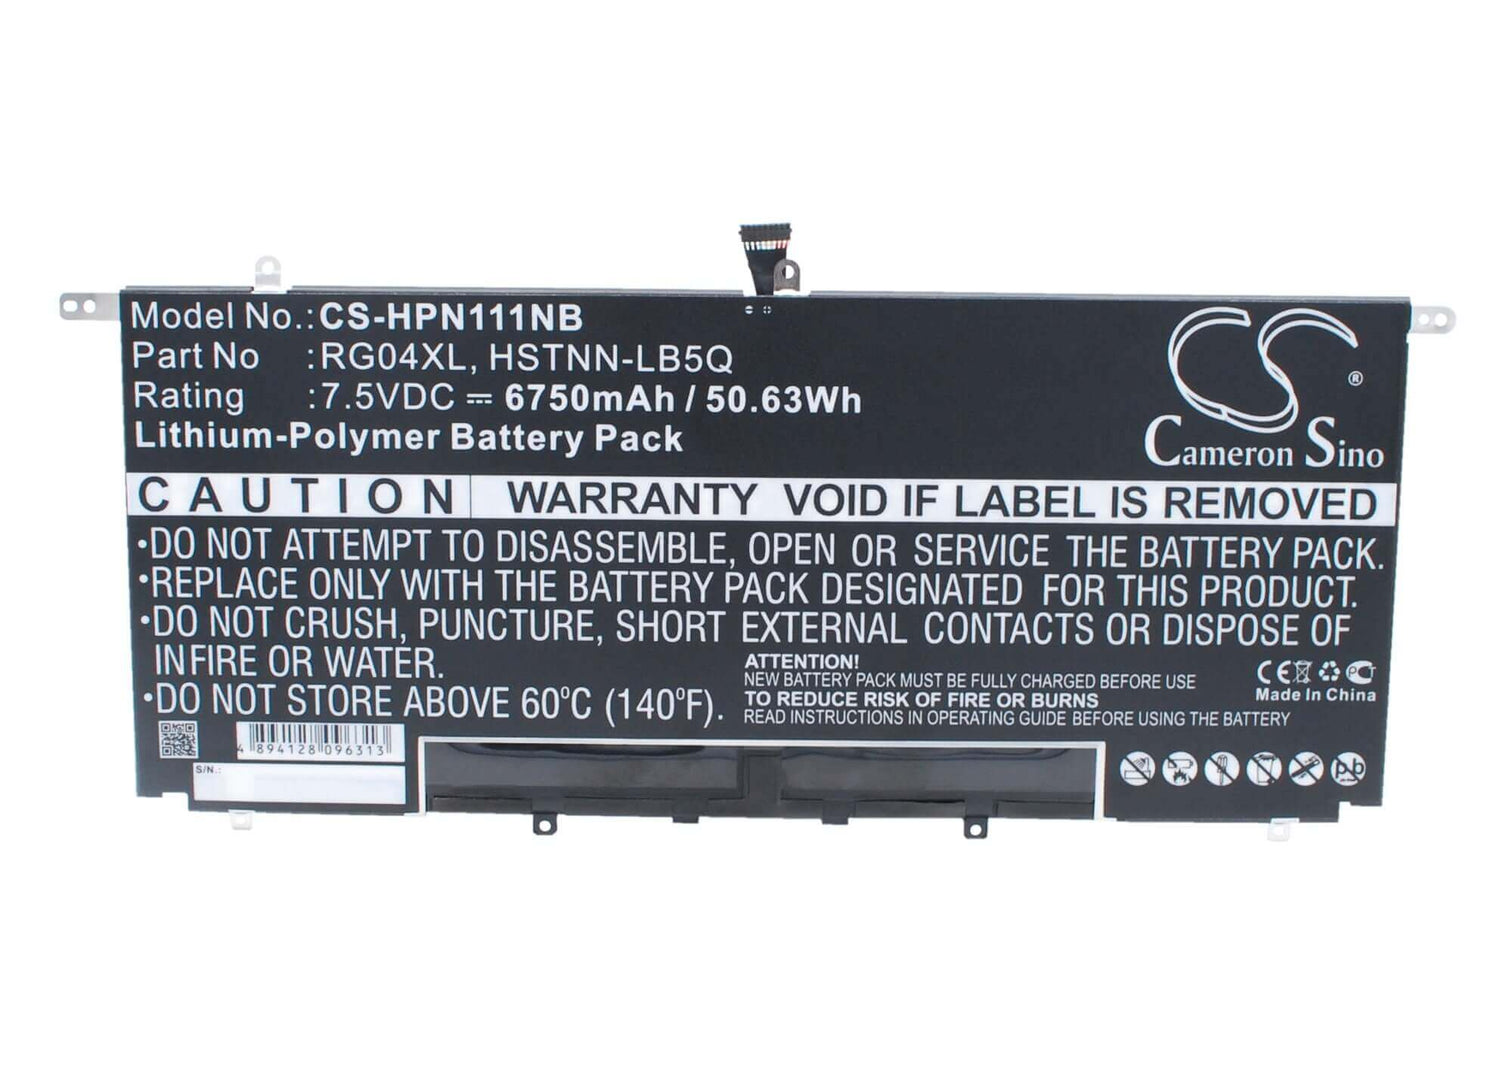 Model No.:CS-HPN111NB
Part No :RG04XL, HSTNN-LB5Q
Rating :7.5VDC ⎓ 6750mAh / 50.63Wh
Lithium-Polymer Battery Pack
CS®
Cameron Sino
CAUTION WARRANTY VOID IF LABEL IS REMOVED
•DO NOT ATTEMPT TO DISASSEMBLE, OPEN OR SERVICE THE BATTERY PACK.
•REPLACE ONLY WITH THE BATTERY PACK DESIGNATED FOR THIS PRODUCT.
•DO NOT CRUSH, PUNCTURE, SHORT EXTERNAL CONTACTS OR DISPOSE OF
INFIRE OR WATER.
•DO NOT STORE ABOVE 60°C (140°F).
ATTENTION!
NEW BATTERY PACK MUST BE FULLY CHARGED BEFORE USE
TO REDUCE RISK OF FIRE OR BURNS
READ INSTRUCTIONS IN OPERATING GUIDE BEFORE USING THE BATTERY
CE PCT
Made In China
4 894128 096313
S/N.:
Pb